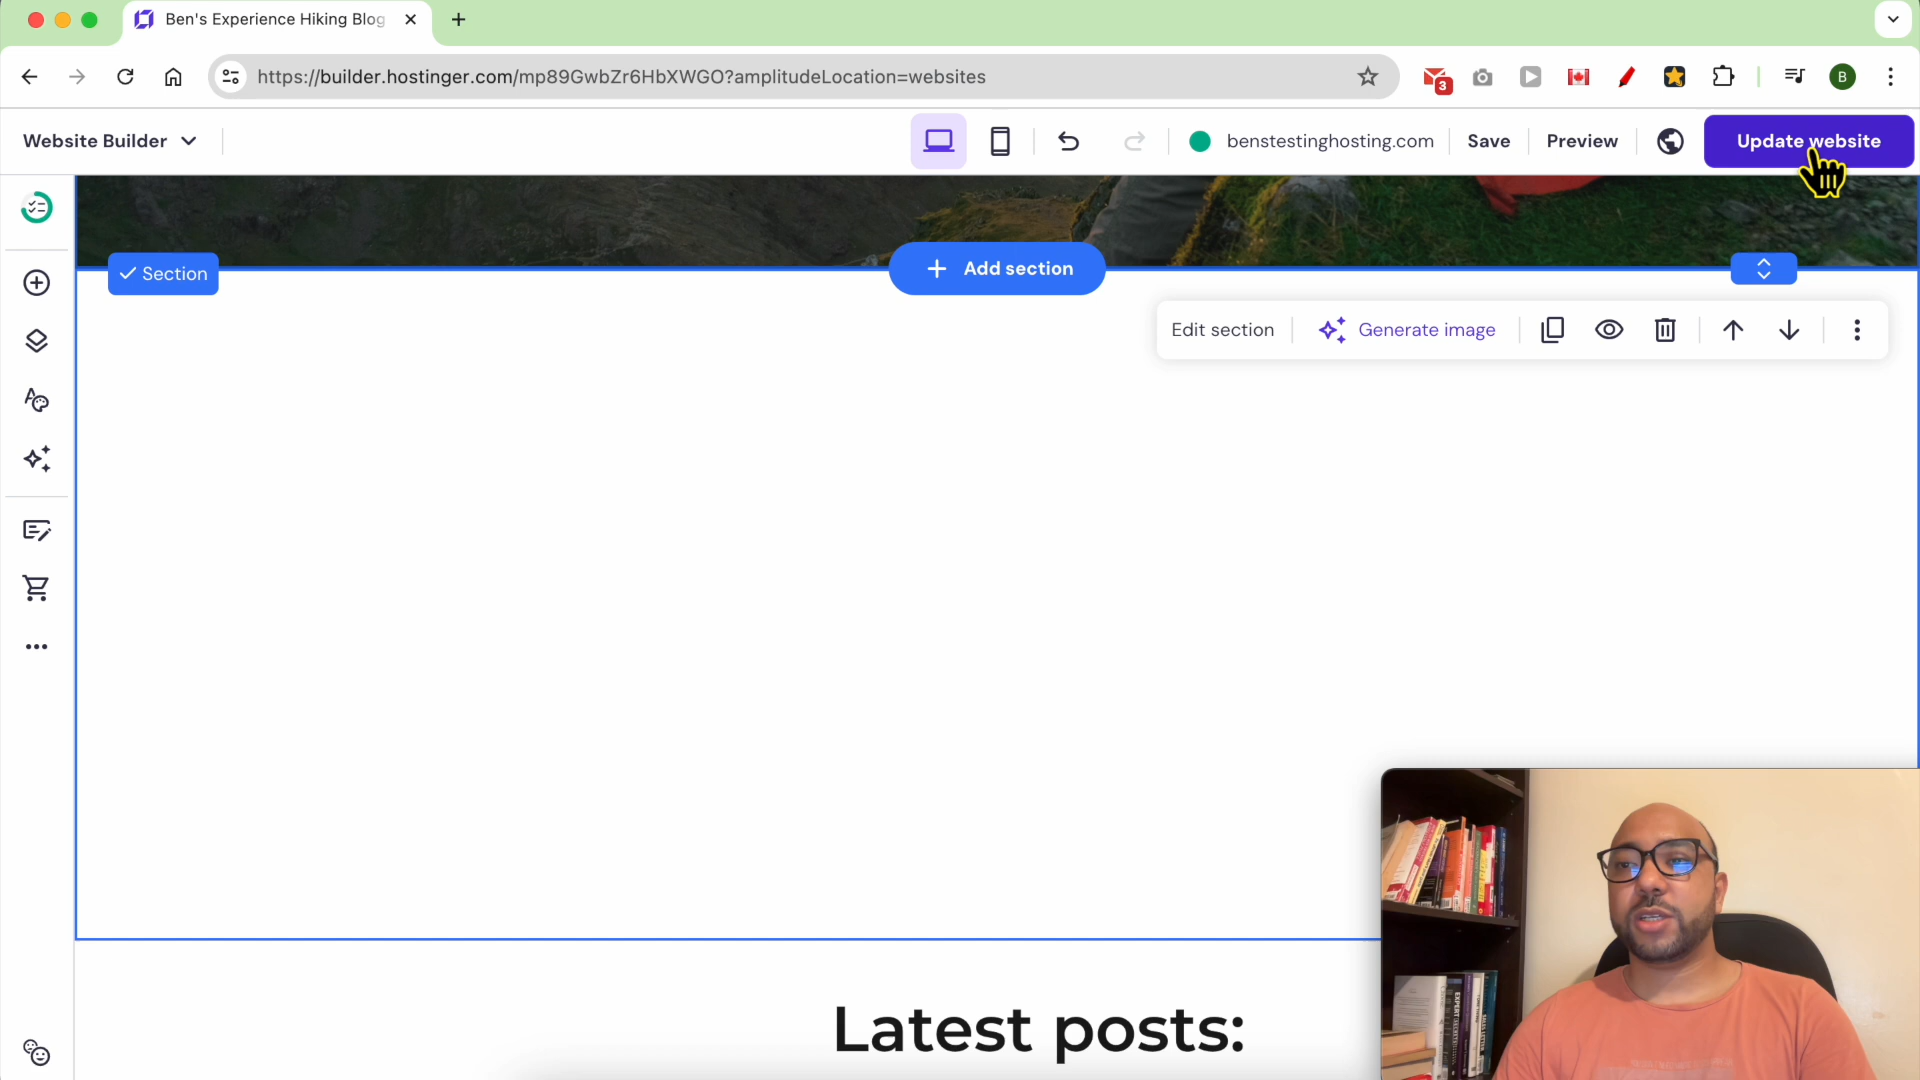 Ben's Experience Hiking Blog
https://builder.hostinger.com/mp89GwbZr6HbXWGO?amplitudeLocation=websites
3
B
Website Builder
benstestinghosting.com
Save
Preview
Update website
Section
Add section
Edit section
Generate image
Latest posts: